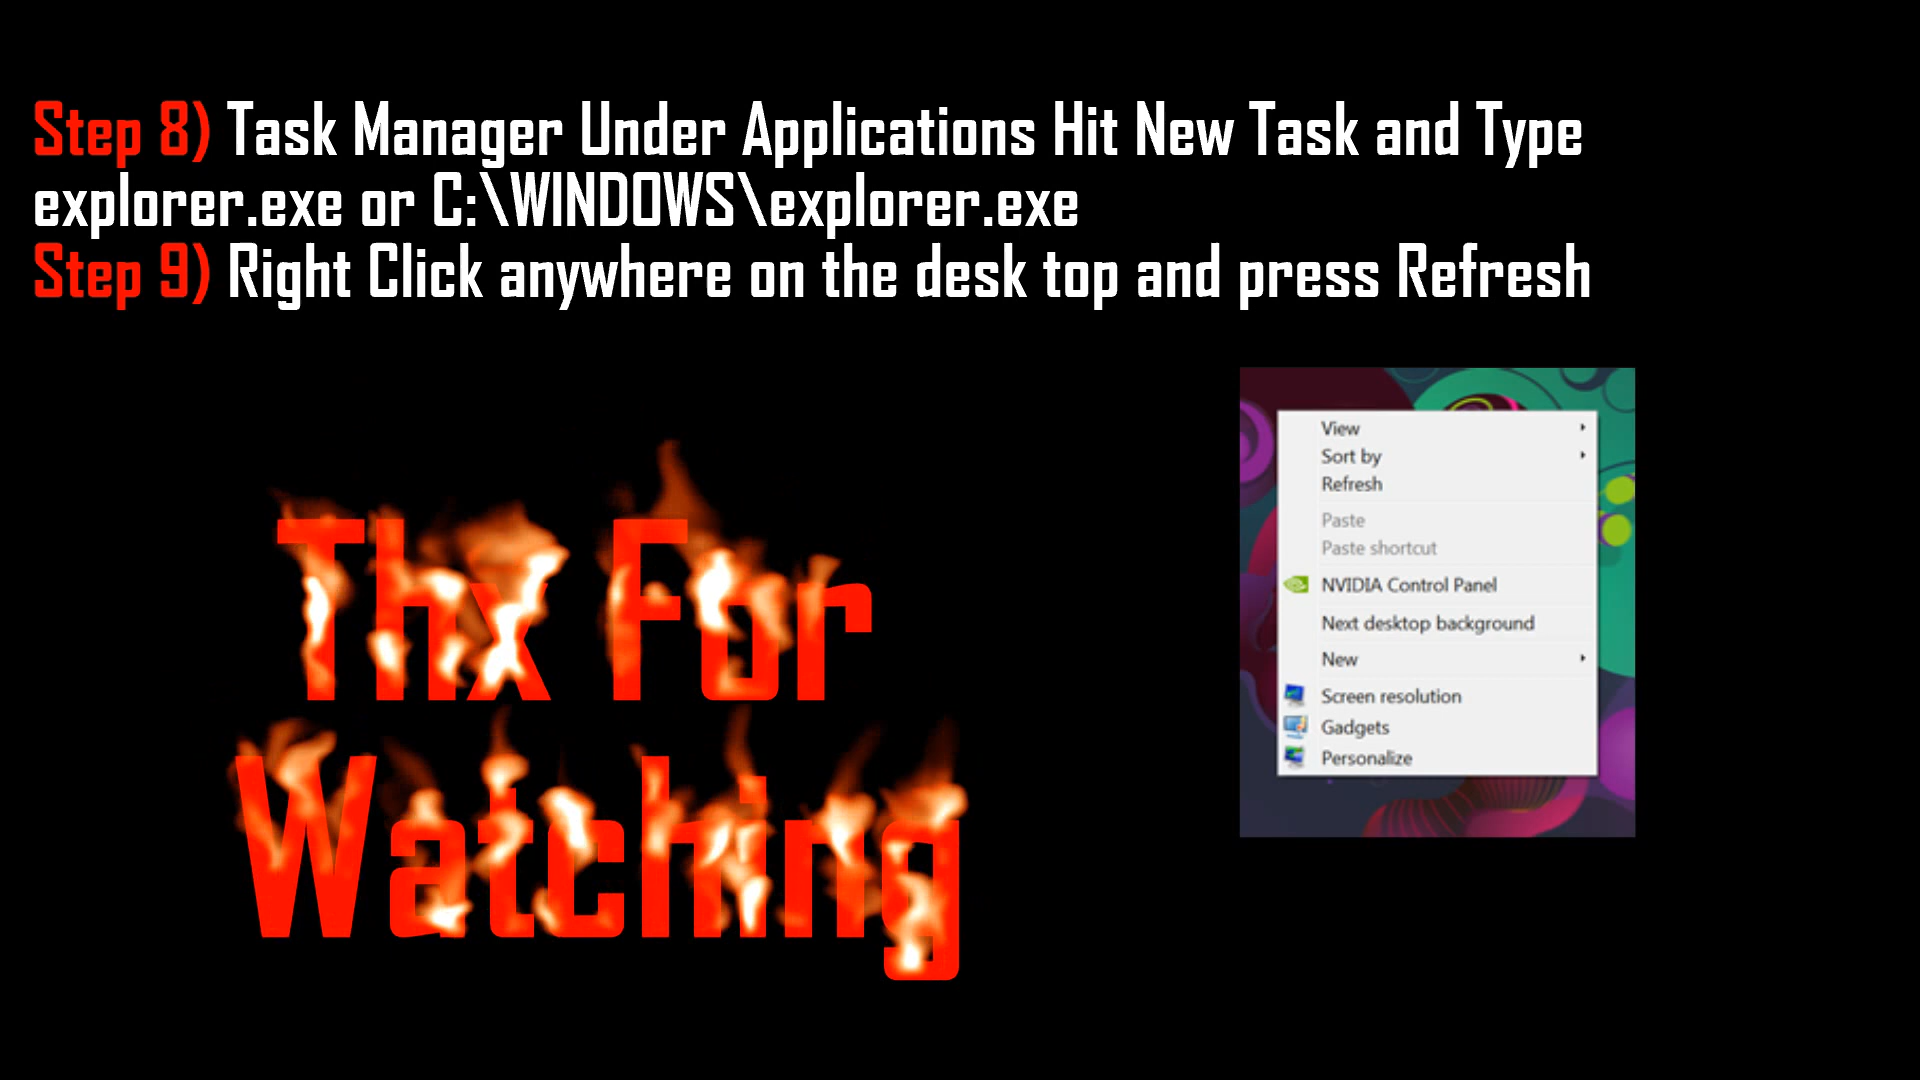 Step 8) Task Manager Under Applications Hit New Task and Type
explorer.exe or C:\WINDOWS\explorer.exe
Step 9) Right Click anywhere on the desk top and press Refresh
Thx For
Watching
View
Sort by
Refresh
Paste
Paste shortcut
NVIDIA Control Panel
Next desktop background
New
Screen resolution
Gadgets
Personalize